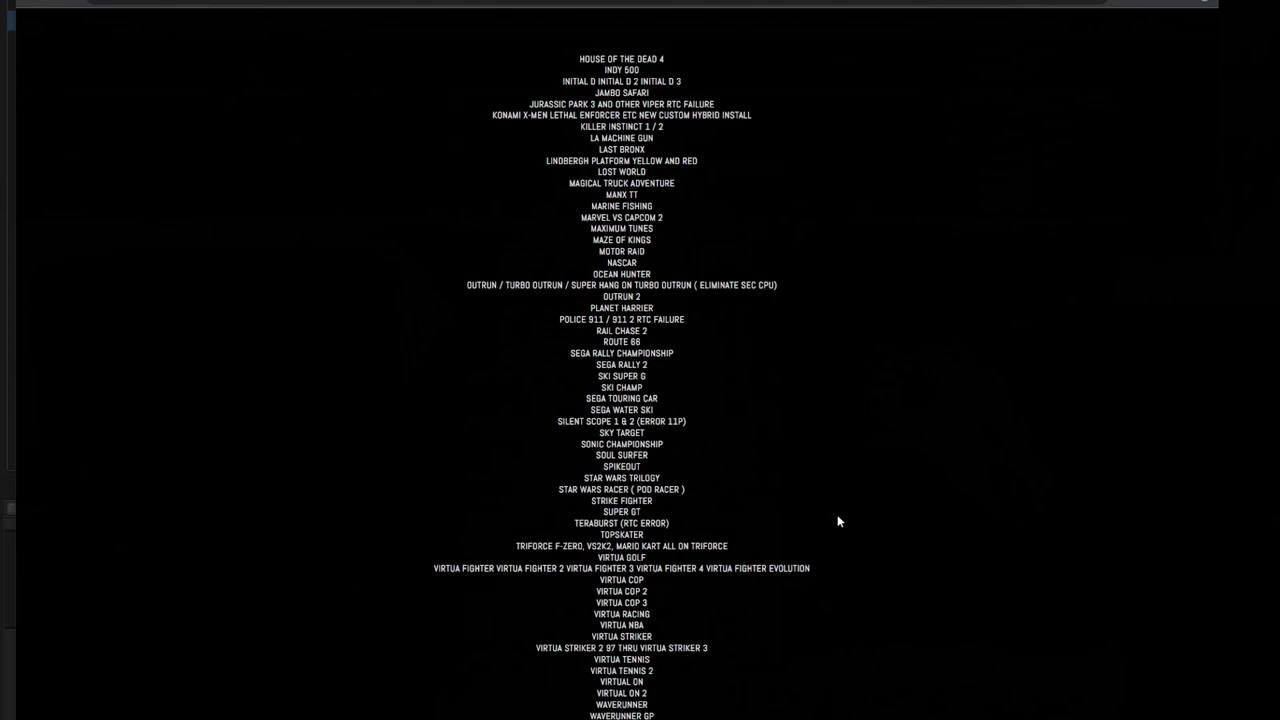 HOUSE OF THE DEAD 4
INDY 500
INITIAL D INITIAL D 2 INITIAL D 3
JAMBO SAFARI
JURASSIC PARK 3 AND OTHER VIPER RTC FAILURE
KONAMI X-MEN LETHAL ENFORCER ETC NEW CUSTOM HYBRID INSTALL
KILLER INSTINCT 1 / 2
LA MACHINE GUN
LAST BRONX
LINDBERGH PLATFORM YELLOW AND RED
LOST WORLD
MAGICAL TRUCK ADVENTURE
MANX TT
MARINE FISHING
MARVEL VS CAPCOM 2
MAXIMUM TUNES
MAZE OF KINGS
MOTOR RAID
NASCAR
OCEAN HUNTER
OUTRUN / TURBO OUTRUN / SUPER HANG ON TURBO OUTRUN ( ELIMINATE SEC CPU)
OUTRUN 2
PLANET HARRIER
POLICE 911 / 911 2 RTC FAILURE
RAIL CHASE 2
ROUTE 66
SEGA RALLY CHAMPIONSHIP
SEGA RALLY 2
SKI SUPER G
SKI CHAMP
SEGA TOURING CAR
SEGA WATER SKI
SILENT SCOPE 1 & 2 (ERROR 11P)
SKY TARGET
SONIC CHAMPIONSHIP
SOUL SURFER
SPIKEOUT
STAR WARS TRILOGY
STAR WARS RACER ( POD RACER )
STRIKE FIGHTER
SUPER GT
TERABURST (RTC ERROR)
TOPSKATER
TRIFORCE F-ZERO, VS2K2, MARIO KART ALL ON TRIFORCE
VIRTUA GOLF
VIRTUA FIGHTER VIRTUA FIGHTER 2 VIRTUA FIGHTER 3 VIRTUA FIGHTER 4 VIRTUA FIGHTER EVOLUTION
VIRTUA COP
VIRTUA COP 2
VIRTUA COP 3
VIRTUA RACING
VIRTUA NBA
VIRTUA STRIKER
VIRTUA STRIKER 2 97 THRU VIRTUA STRIKER 3
VIRTUA TENNIS
VIRTUA TENNIS 2
VIRTUAL ON
VIRTUAL ON 2
WAVERUNNER
WAVERUNNER GP